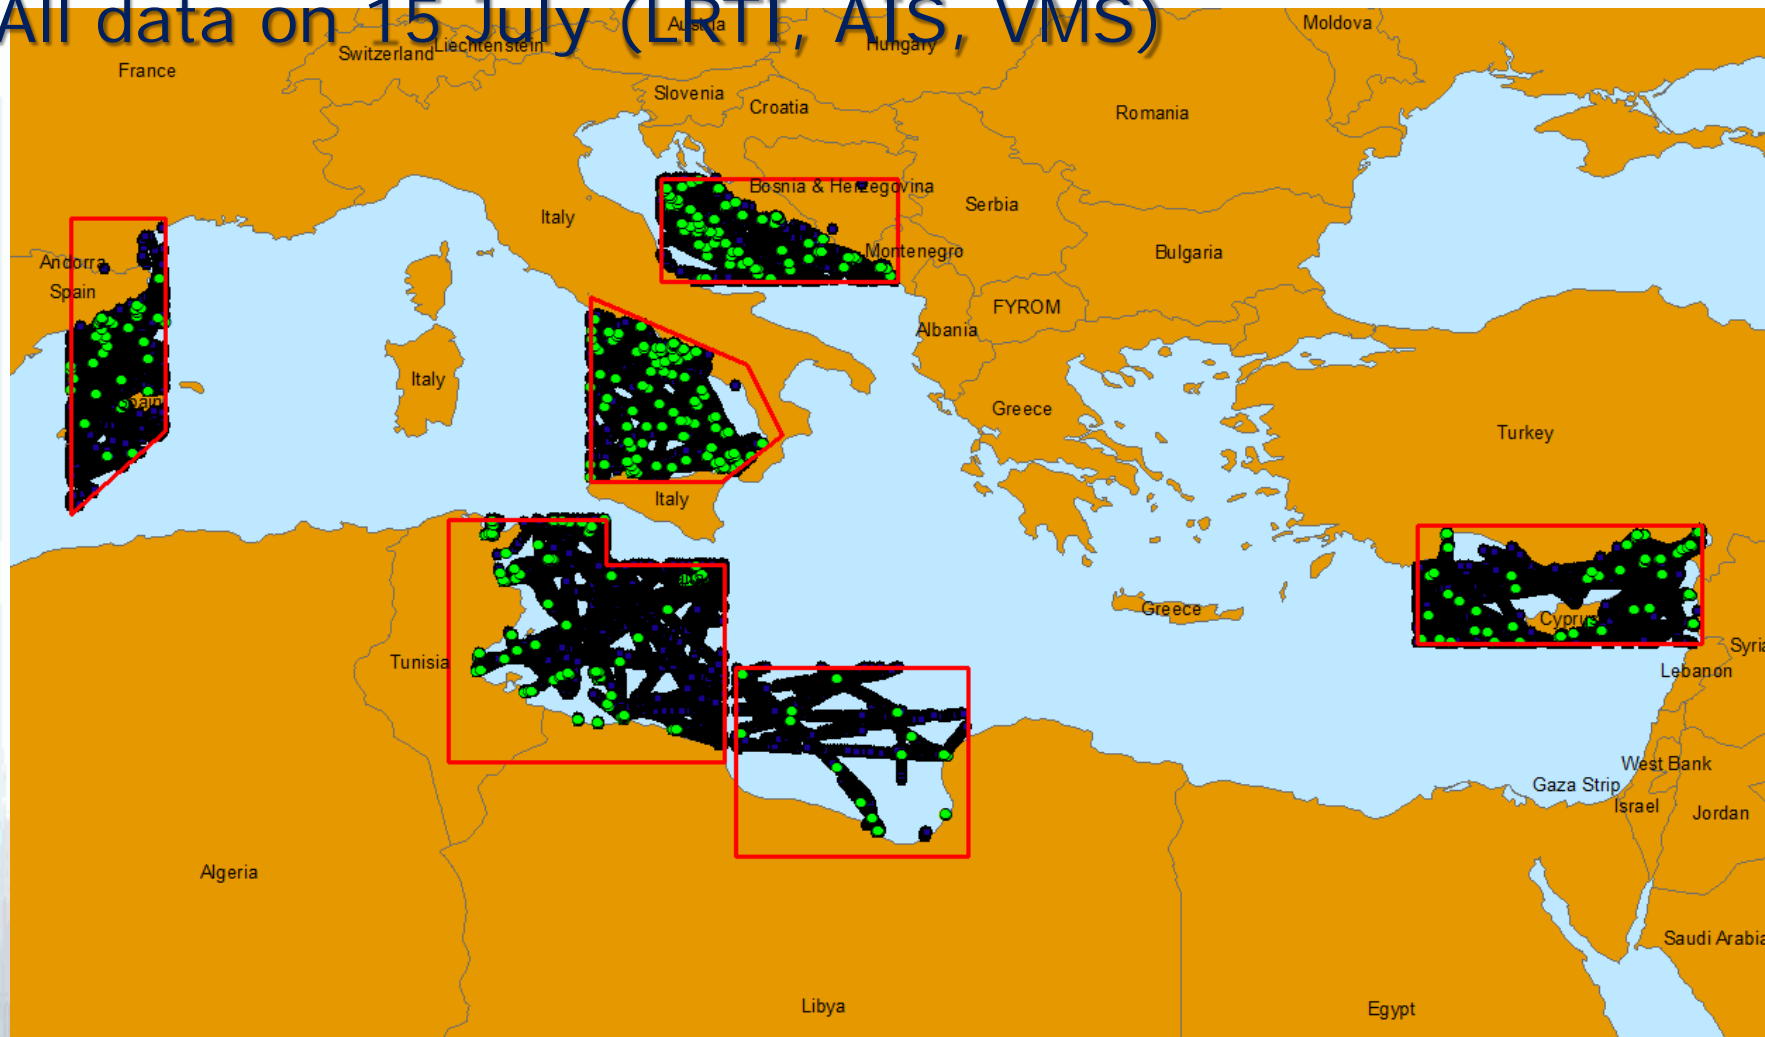 All data on 15 July (LRTI, AIS, VMS)
Austria
Moldova
Liechtenstein
Hungary
Switzerland
France
Slovenia
Croatia
Romania
Bosnia & Herzegovina
Serbia
Italy
Montenegro
Bulgaria
Andorra
Spain
FYROM
Albania
Italy
Spain
Greece
Turkey
Italy
Greece
Cyprus
Syria
Tunisia
Lebanon
West Bank
Gaza Strip
Israel
Jordan
Algeria
Saudi Arabia
Libya
Egypt